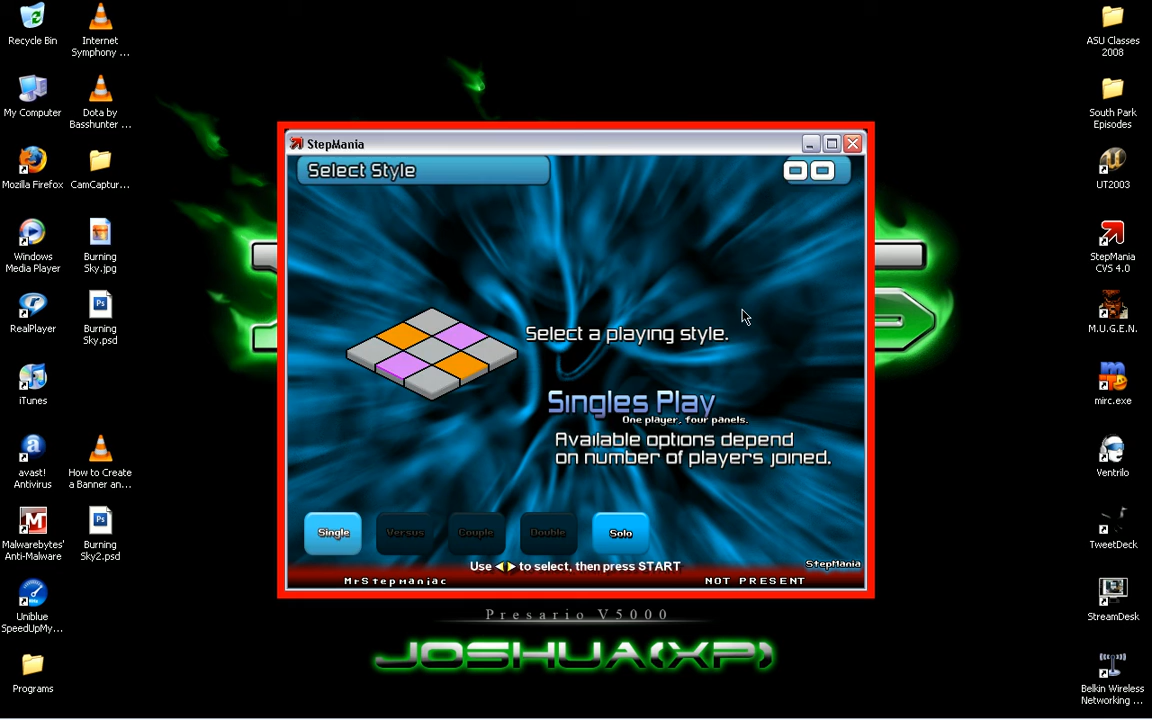 Recycle Bin
Internet
Symphony ...
My Computer
Dota by
Basshunter ...
Mozilla Firefox
CamCaptur...
Windows
Media Player
Burning
Sky.jpg
RealPlayer
Burning
Sky.psd
iTunes
avast!
Antivirus
How to Create
a Banner an...
Malwarebytes'
Anti-Malware
Burning
Sky2.psd
Uniblue
SpeedUpMy...
Programs
StepMania
Select Style
00
Select a playing style.
Singles Play
One player, four panels.
Available options depend
on number of players joined.
Single
Versus
Couple
Double
Solo
Use ◄► to select, then press START
StepMania
MrStepmaniac
NOT PRESENT
Presario V5000
JOSHUA(XP)
ASU Classes
2008
South Park
Episodes
UT2003
StepMania
CVS 4.0
M.U.G.E.N.
mirc.exe
Ventrilo
TweetDeck
StreamDesk
Belkin Wireless
Networking ...